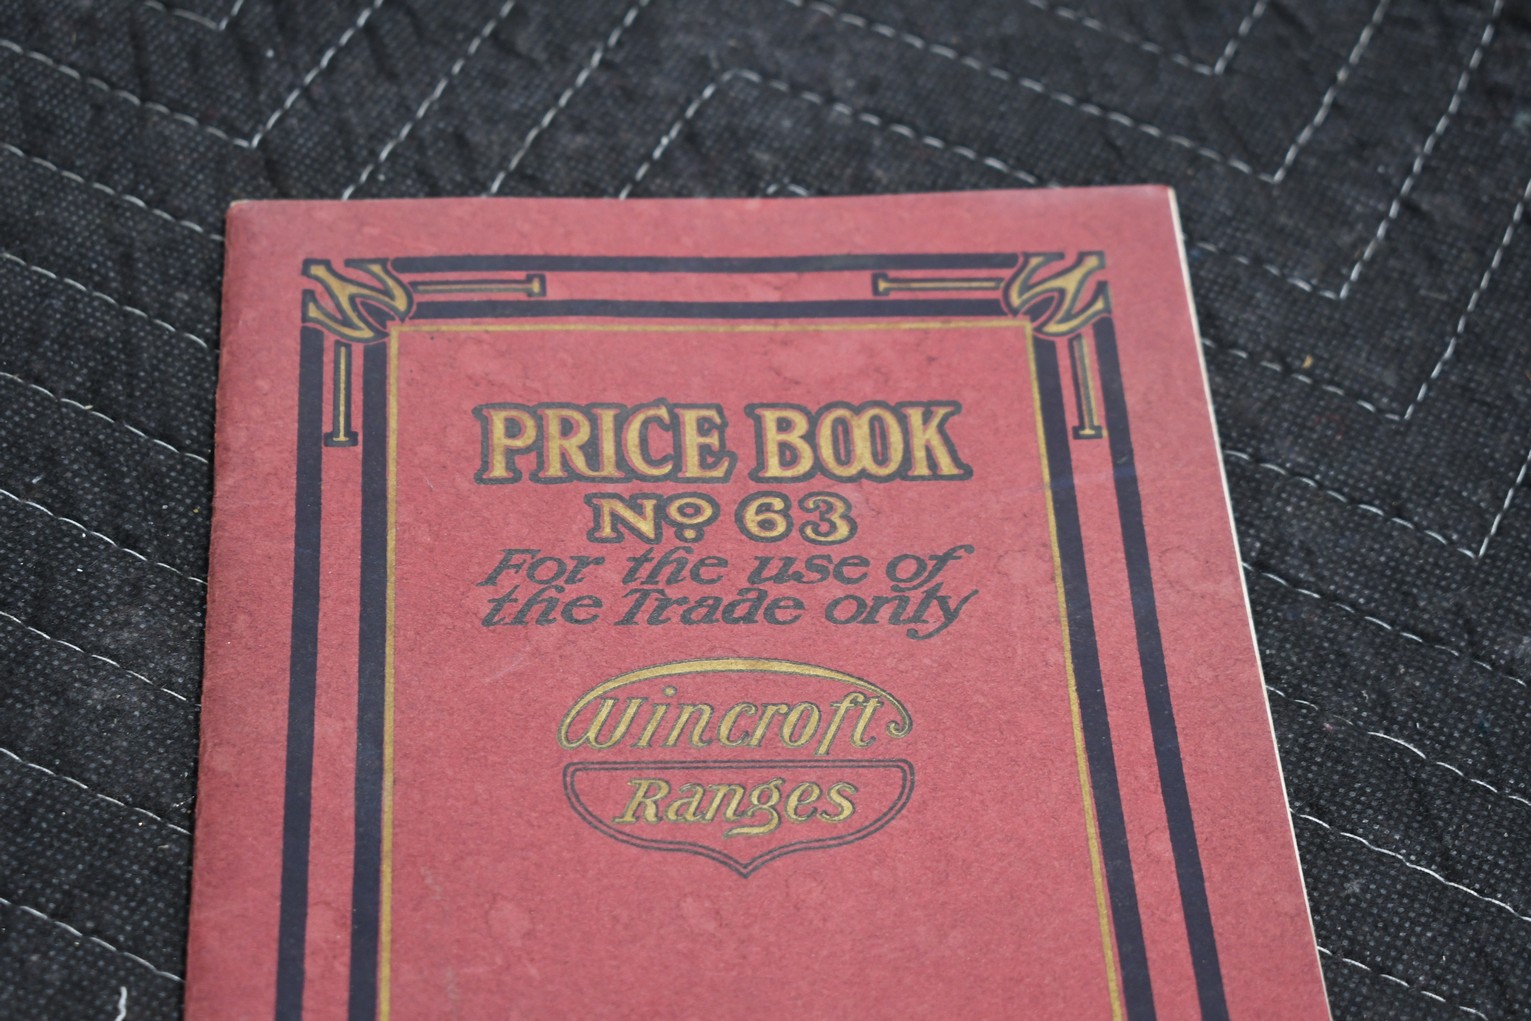 PRICE BOOK
No 63
For the use of
the Trade only
Wincroft
Ranges